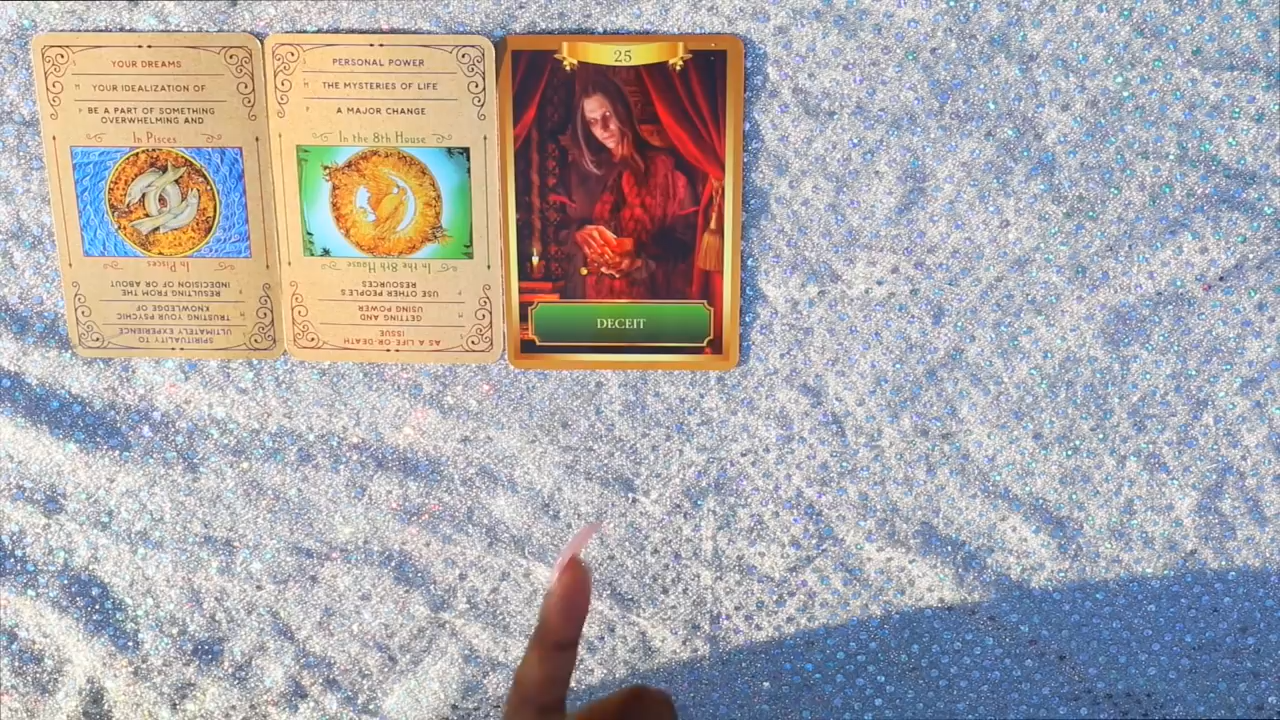 YOUR DREAMS
YOUR IDEALIZATION OF
BE A PART OF SOMETHING
OVERWHELMING AND
In Pisces
In Pisces
INDECISION OF OR ABOUT
RESULTING FROM THE
KNOWLEDGE OF
TRUSTING YOUR PSYCHIC
ULTIMATELY EXPERIENCE
SPIRITUALITY TO
PERSONAL POWER
THE MYSTERIES OF LIFE
A MAJOR CHANGE
In the 8th House
In the 8th House
RESOURCES
USE OTHER PEOPLE'S
USING POWER
GETTING AND
ISSUE
AS A LIFE-OR-DEATH
25
DECEIT